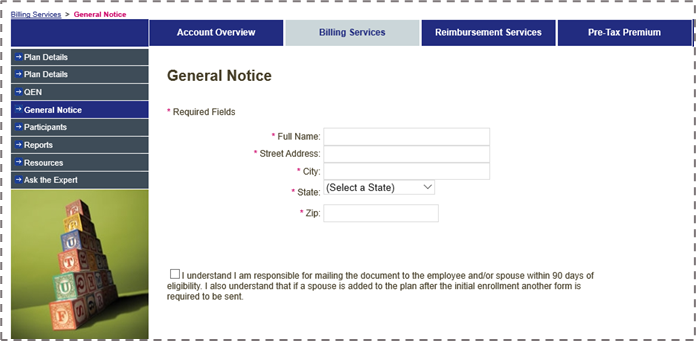 Billing Services > General Notice
Account Overview
Billing Services
Reimbursement Services
Pre-Tax Premium
Plan Details
Plan Details
QEN
General Notice
Participants
Reports
Resources
Ask the Expert
General Notice
* Required Fields
* Full Name:
* Street Address:
* City:
* State: (Select a State)
* Zip:
I understand I am responsible for mailing the document to the employee and/or spouse within 90 days of
eligibility. I also understand that if a spouse is added to the plan after the initial enrollment another form is
required to be sent.